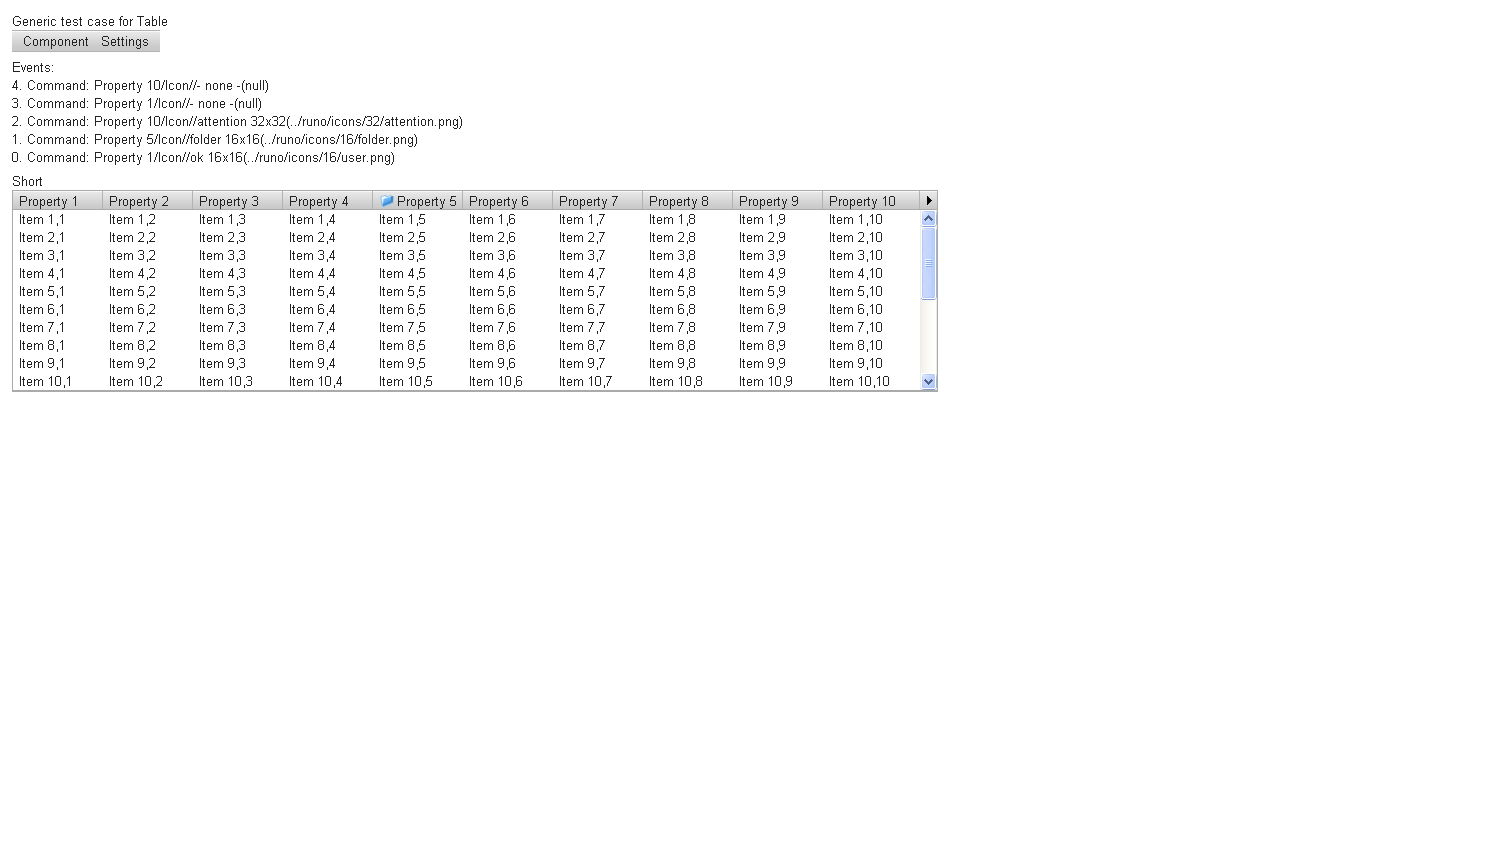 Generic test case for Table
Component Settings
Events:
4. Command: Property 10/Icon//- none -(null)
3. Command: Property 1/Icon//- none -(null)
2. Command: Property 10/Icon//attention 32x32(../runo/icons/32/attention.png)
1. Command: Property 5/Icon//folder 16x16(../runo/icons/16/folder.png)
0. Command: Property 1/Icon//ok 16x16(../runo/icons/16/user.png)
Short
Property 1 Property 2 Property 3 Property 4 Property 5 Property 6 Property 7 Property 8 Property 9 Property 10
Item 1,1 Item 1,2 Item 1,3 Item 1,4 Item 1,5 Item 1,6 Item 1,7 Item 1,8 Item 1,9 Item 1,10
Item 2,1 Item 2,2 Item 2,3 Item 2,4 Item 2,5 Item 2,6 Item 2,7 Item 2,8 Item 2,9 Item 2,10
Item 3,1 Item 3,2 Item 3,3 Item 3,4 Item 3,5 Item 3,6 Item 3,7 Item 3,8 Item 3,9 Item 3,10
Item 4,1 Item 4,2 Item 4,3 Item 4,4 Item 4,5 Item 4,6 Item 4,7 Item 4,8 Item 4,9 Item 4,10
Item 5,1 Item 5,2 Item 5,3 Item 5,4 Item 5,5 Item 5,6 Item 5,7 Item 5,8 Item 5,9 Item 5,10
Item 6,1 Item 6,2 Item 6,3 Item 6,4 Item 6,5 Item 6,6 Item 6,7 Item 6,8 Item 6,9 Item 6,10
Item 7,1 Item 7,2 Item 7,3 Item 7,4 Item 7,5 Item 7,6 Item 7,7 Item 7,8 Item 7,9 Item 7,10
Item 8,1 Item 8,2 Item 8,3 Item 8,4 Item 8,5 Item 8,6 Item 8,7 Item 8,8 Item 8,9 Item 8,10
Item 9,1 Item 9,2 Item 9,3 Item 9,4 Item 9,5 Item 9,6 Item 9,7 Item 9,8 Item 9,9 Item 9,10
Item 10,1 Item 10,2 Item 10,3 Item 10,4 Item 10,5 Item 10,6 Item 10,7 Item 10,8 Item 10,9 Item 10,10